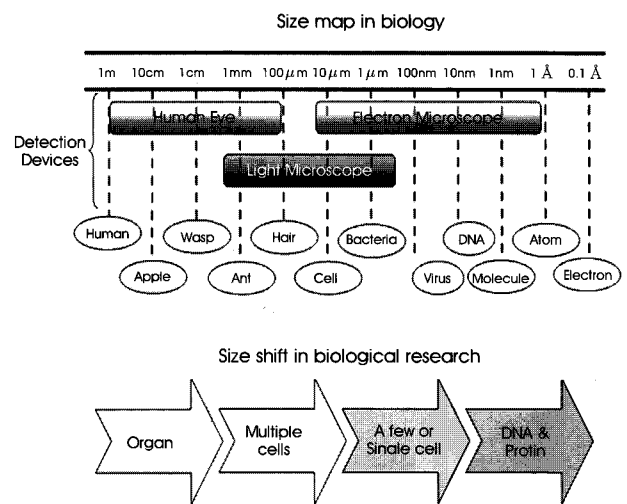 Size map in biology
1m 10cm 1cm 1mm 100μm 10μm 1μm 100nm 10nm 1nm 1 Å 0.1 Å
Human Eye Electron Microscope
Detection
Devices
Light Microscope
Human Wasp Hair Bacteria DNA Atom
Apple Ant Cell Virus Molecule Electron
Size shift in biological research
Organ
Multiple
cells
A few or
Single cell
DNA &
Protin